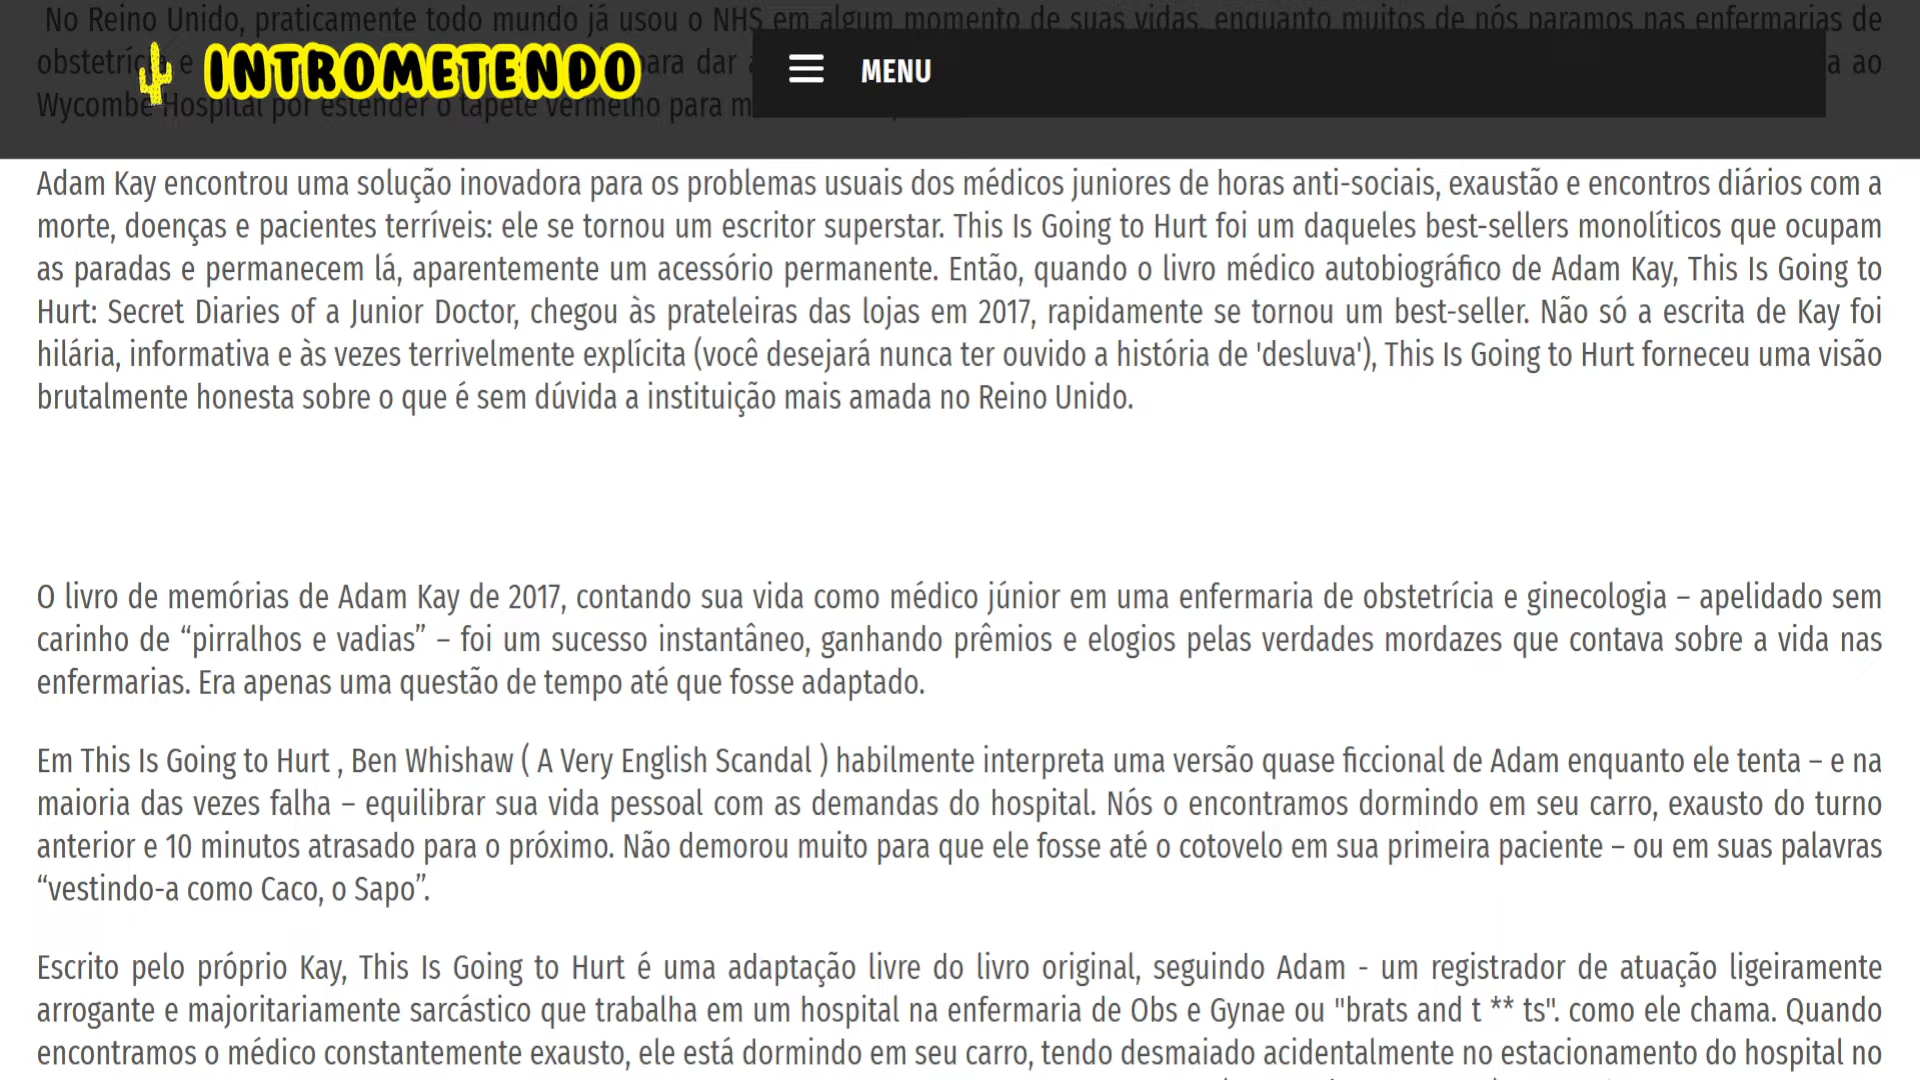 No Reino Unido, praticamente todo mundo já usou o NHS em algum momento de suas vidas, enquanto muitos de nós paramos nas enfermarias de
obstetrícia e para dar a ao
INTROMETENDO
MENU
Wycombe Hospital por estender o tapete vermelho para m
Adam Kay encontrou uma solução inovadora para os problemas usuais dos médicos juniores de horas anti-sociais, exaustão e encontros diários com a
morte, doenças e pacientes terríveis: ele se tornou um escritor superstar. This Is Going to Hurt foi um daqueles best-sellers monolíticos que ocupam
as paradas e permanecem lá, aparentemente um acessório permanente. Então, quando o livro médico autobiográfico de Adam Kay, This Is Going to
Hurt: Secret Diaries of a Junior Doctor, chegou às prateleiras das lojas em 2017, rapidamente se tornou um best-seller. Não só a escrita de Kay foi
hilária, informativa e às vezes terrivelmente explícita (você desejará nunca ter ouvido a história de 'desluva'), This Is Going to Hurt forneceu uma visão
brutalmente honesta sobre o que é sem dúvida a instituição mais amada no Reino Unido.
O livro de memórias de Adam Kay de 2017, contando sua vida como médico júnior em uma enfermaria de obstetrícia e ginecologia – apelidado sem
carinho de “pirralhos e vadias” – foi um sucesso instantâneo, ganhando prêmios e elogios pelas verdades mordazes que contava sobre a vida nas
enfermarias. Era apenas uma questão de tempo até que fosse adaptado.
Em This Is Going to Hurt , Ben Whishaw ( A Very English Scandal ) habilmente interpreta uma versão quase ficcional de Adam enquanto ele tenta – e na
maioria das vezes falha – equilibrar sua vida pessoal com as demandas do hospital. Nós o encontramos dormindo em seu carro, exausto do turno
anterior e 10 minutos atrasado para o próximo. Não demorou muito para que ele fosse até o cotovelo em sua primeira paciente – ou em suas palavras
“vestindo-a como Caco, o Sapo”.
Escrito pelo próprio Kay, This Is Going to Hurt é uma adaptação livre do livro original, seguindo Adam - um registrador de atuação ligeiramente
arrogante e majoritariamente sarcástico que trabalha em um hospital na enfermaria de Obs e Gynae ou "brats and t ** ts". como ele chama. Quando
encontramos o médico constantemente exausto, ele está dormindo em seu carro, tendo desmaiado acidentalmente no estacionamento do hospital no